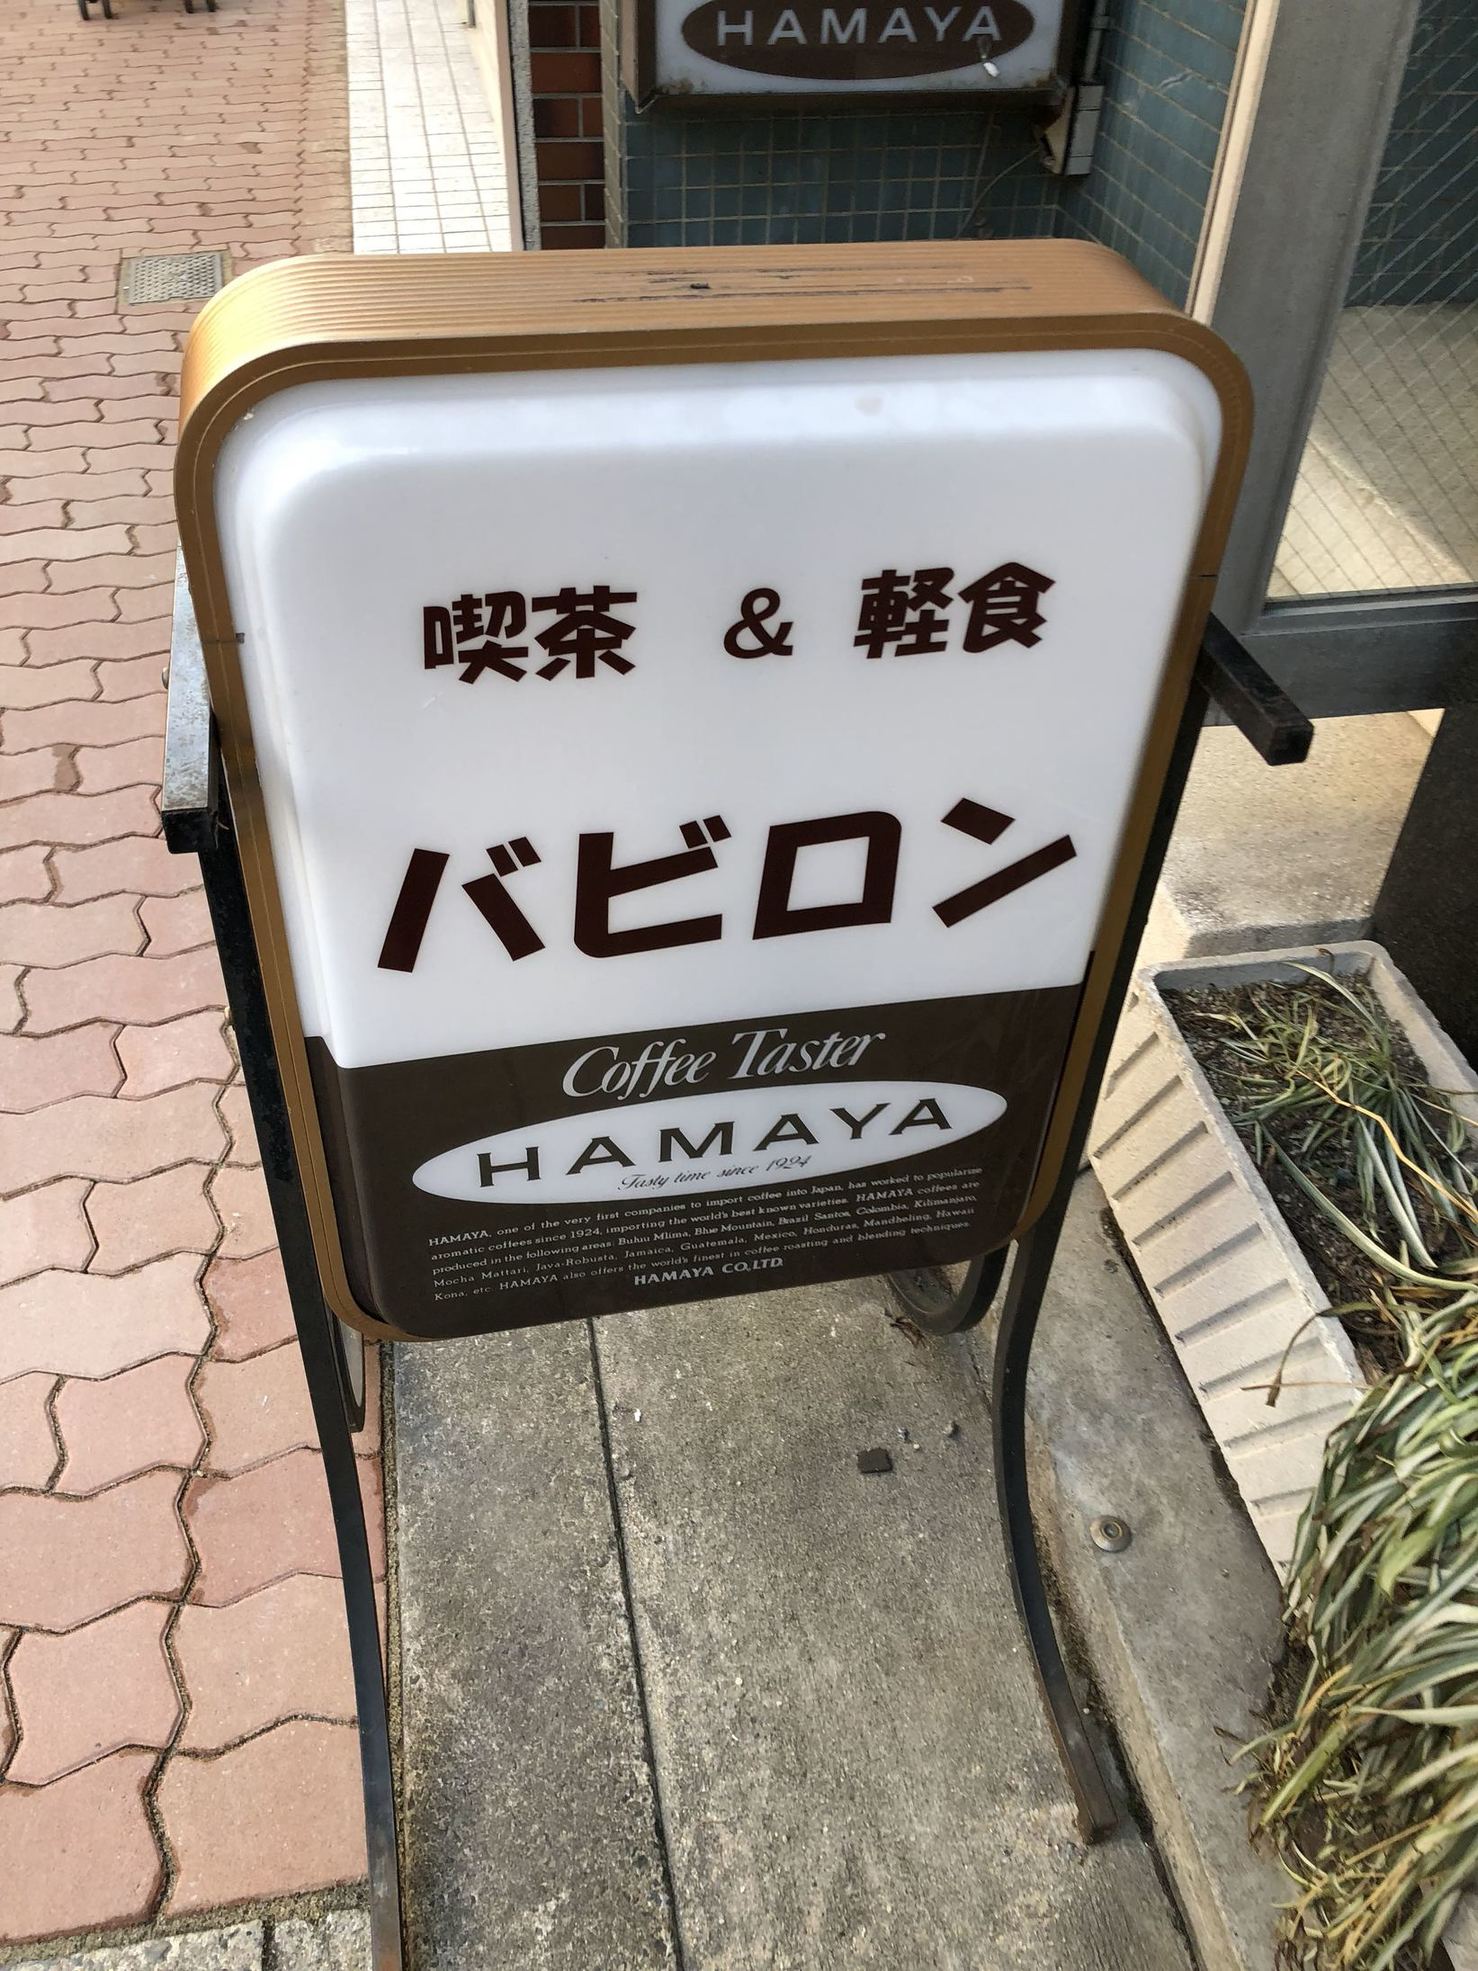 HAMAYA
喫茶 & 軽食
バビロン
Coffee Taster
HAMAYA
Tasty time since 1924
HAMAYA, one of the very first companies to import coffee into Japan, has worked to popularize
aromatic coffees since 1924, importing the world's best known varieties. HAMAYA coffees are
produced in the following areas: Buhuu Mlima, Blue Mountain, Brazil Santos, Colombia, Kilimanjaro,
Mocha Mattari, Java-Robusta, Jamaica, Guatemala, Mexico, Honduras, Mandheling, Hawaii
Kona, etc. HAMAYA also offers the world's finest in coffee roasting and blending techniques.
HAMAYA CO.,LTD.